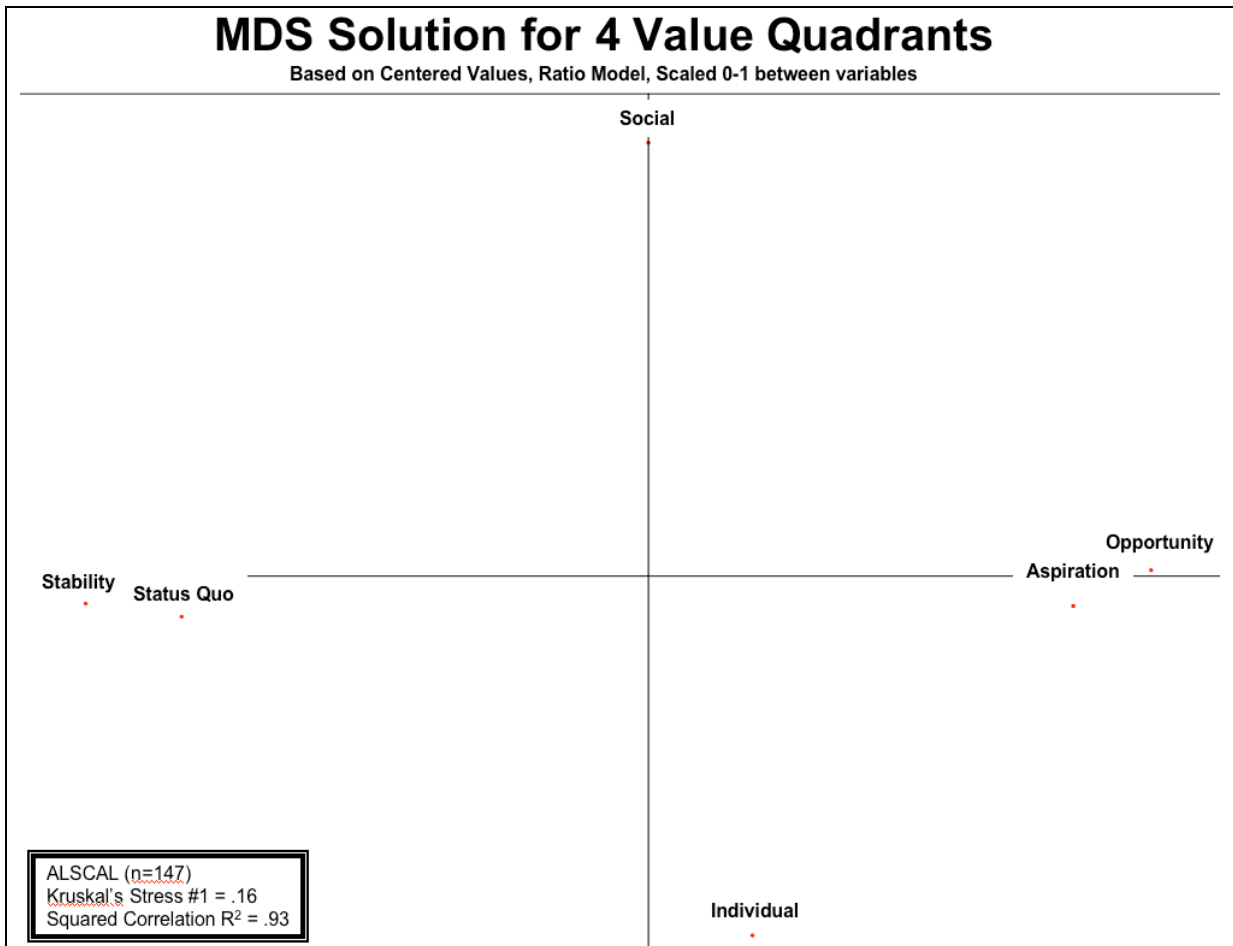 MDS Solution for 4 Value Quadrants
Based on Centered Values, Ratio Model, Scaled 0-1 between variables
Social
Opportunity
Aspiration
Stability
Status Quo
Individual
ALSCAL (n=147)
Kruskal's Stress #1 = .16
Squared Correlation R² = .93